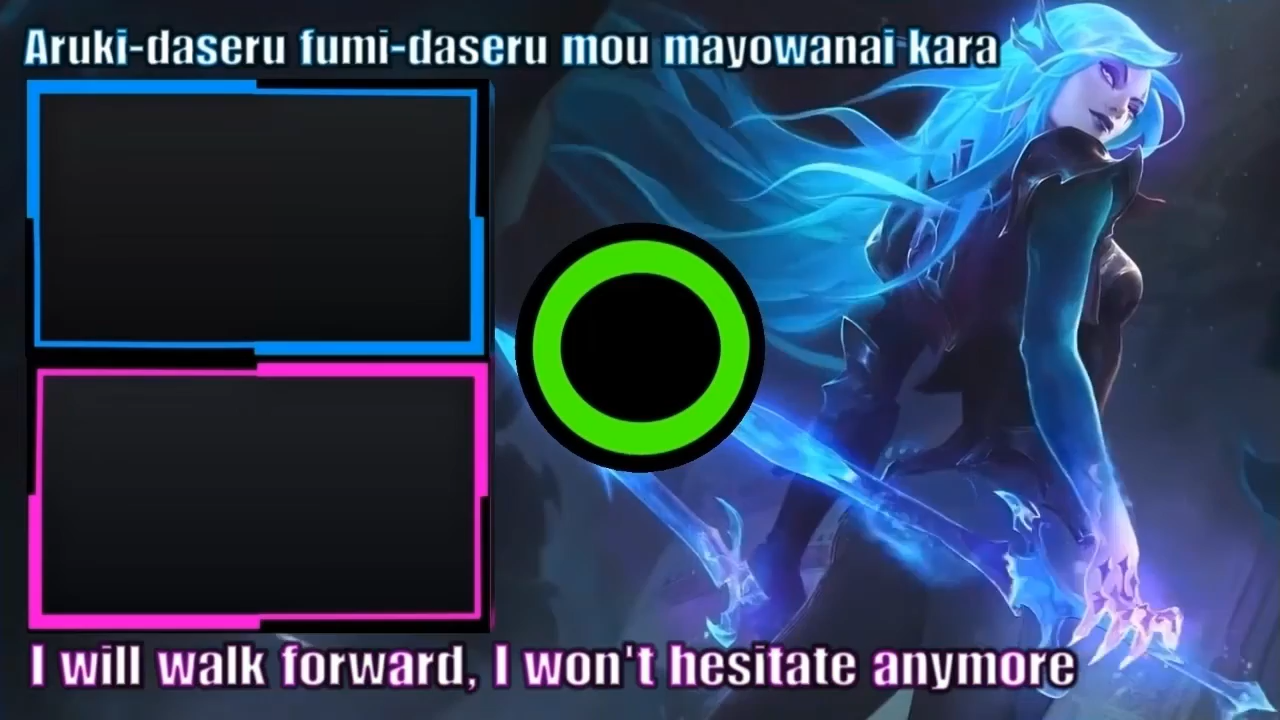 Aruki-daseru fumi-daseru mou mayowanai kara
I will walk forward, I won't hesitate anymore